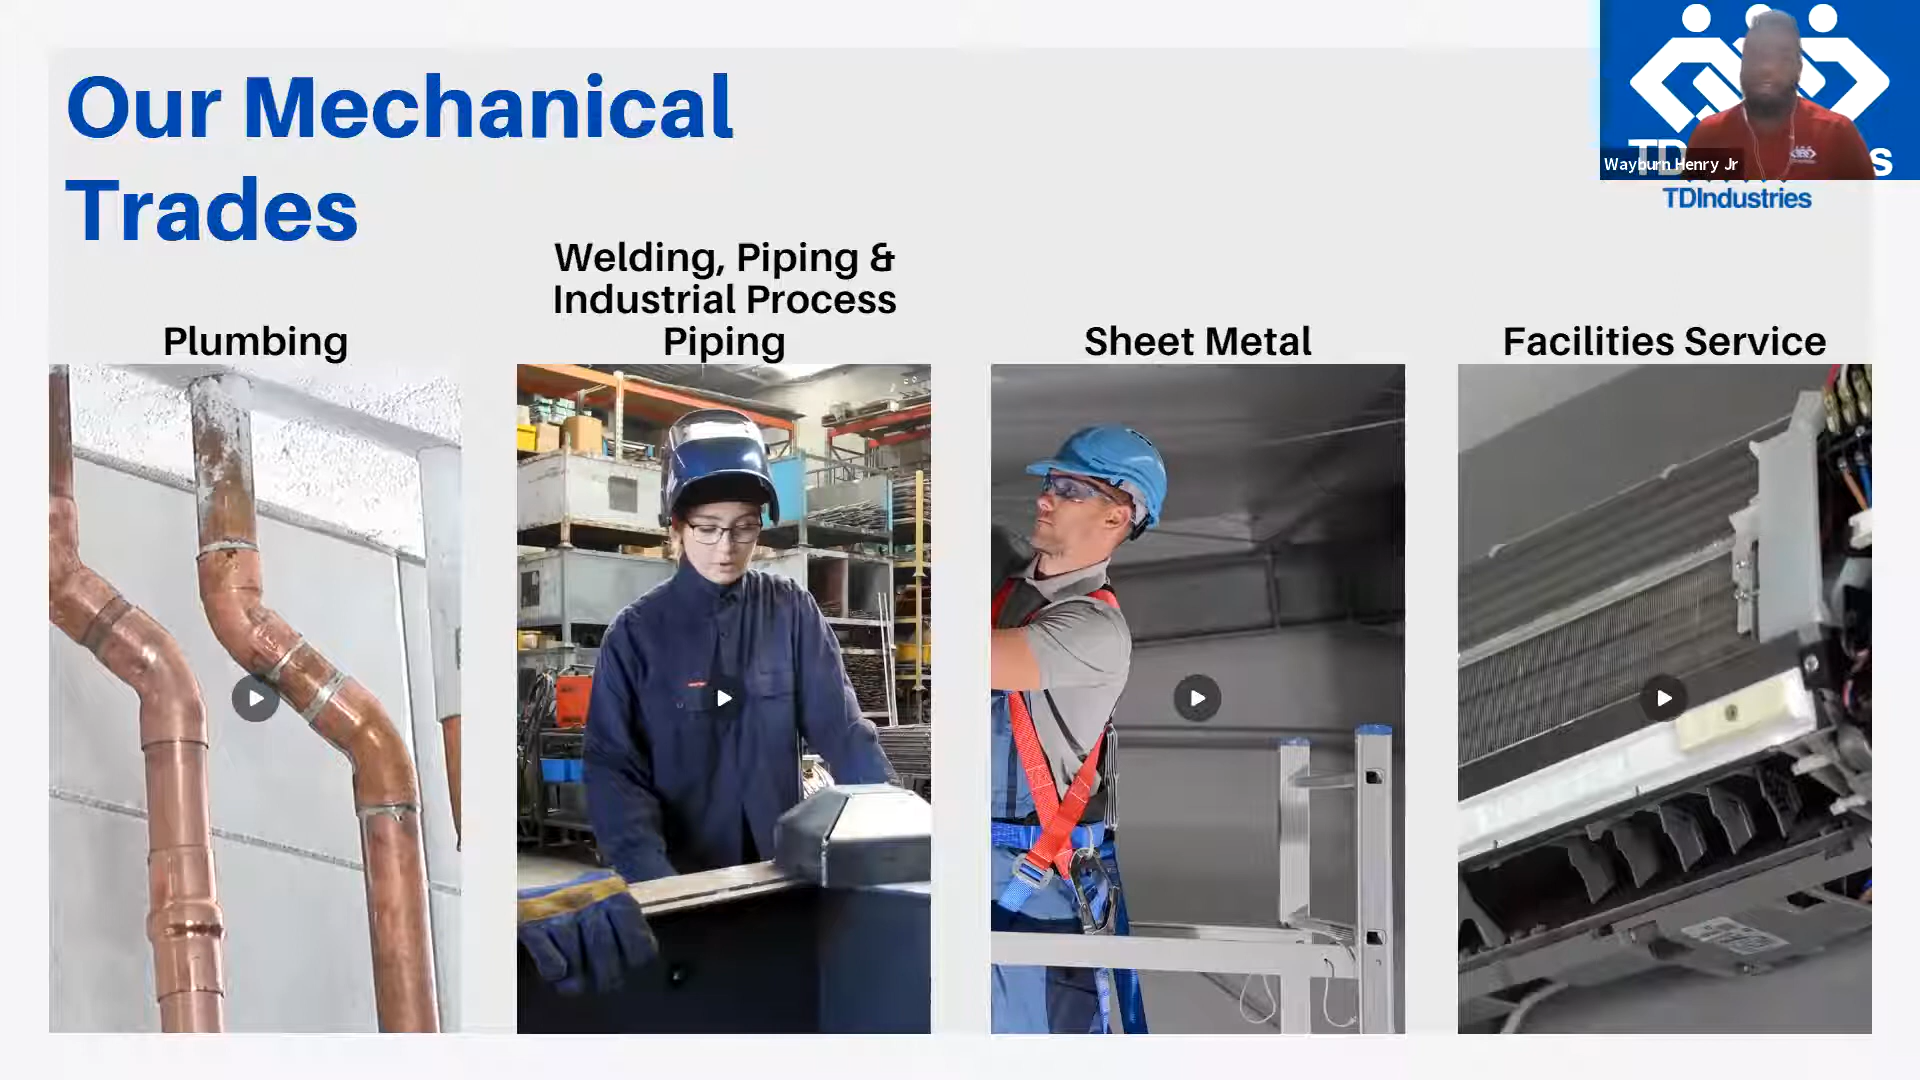 Our Mechanical
Trades
Wayburn Henry Jr
TDIndustries
Plumbing
Welding, Piping &
Industrial Process
Piping
Sheet Metal
Facilities Service